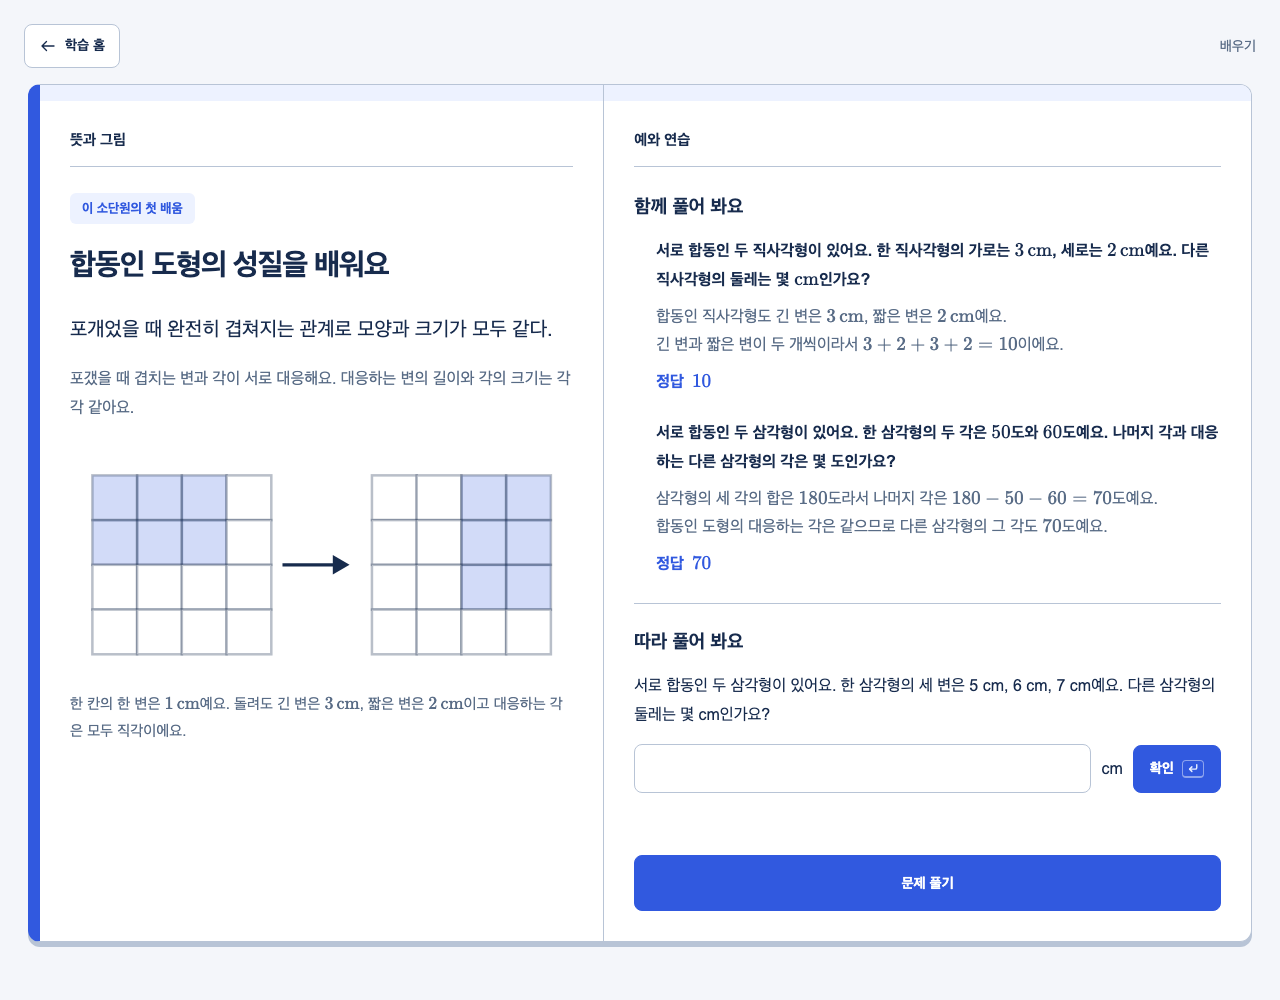 학습 홈
배우기
뜻과 그림
이 소단원의 첫 배움
합동인 도형의 성질을 배워요
포개었을 때 완전히 겹쳐지는 관계로 모양과 크기가 모두 같다.
포갰을 때 겹치는 변과 각이 서로 대응해요. 대응하는 변의 길이와 각의 크기는 각
각 같아요.
한 칸의 한 변은 1 cm예요. 돌려도 긴 변은 3 cm, 짧은 변은 2 cm이고 대응하는 각
은 모두 직각이에요.
예와 연습
함께 풀어 봐요
서로 합동인 두 직사각형이 있어요. 한 직사각형의 가로는 3 cm, 세로는 2 cm예요. 다른
직사각형의 둘레는 몇 cm인가요?
합동인 직사각형도 긴 변은 3 cm, 짧은 변은 2 cm예요.
긴 변과 짧은 변이 두 개씩이라서 3 + 2 + 3 + 2 = 10이에요.
정답 10
서로 합동인 두 삼각형이 있어요. 한 삼각형의 두 각은 50도와 60도예요. 나머지 각과 대응
하는 다른 삼각형의 각은 몇 도인가요?
삼각형의 세 각의 합은 180도라서 나머지 각은 180 − 50 − 60 = 70도예요.
합동인 도형의 대응하는 각은 같으므로 다른 삼각형의 그 각도 70도예요.
정답 70
따라 풀어 봐요
서로 합동인 두 삼각형이 있어요. 한 삼각형의 세 변은 5 cm, 6 cm, 7 cm예요. 다른 삼각형의
둘레는 몇 cm인가요?
cm
확인
문제 풀기